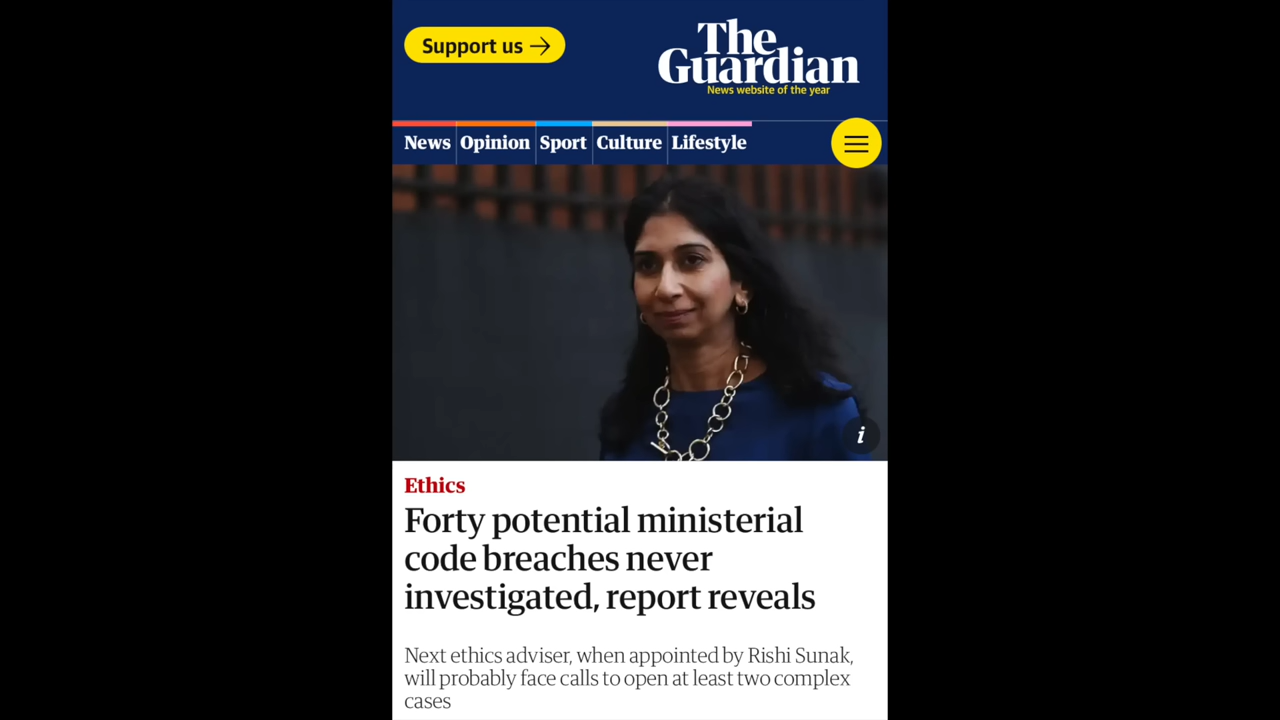 Support us
The
Guardian
News website of the year
News Opinion Sport Culture Lifestyle
i
Ethics
Forty potential ministerial
code breaches never
investigated, report reveals
Next ethics adviser, when appointed by Rishi Sunak,
will probably face calls to open at least two complex
cases